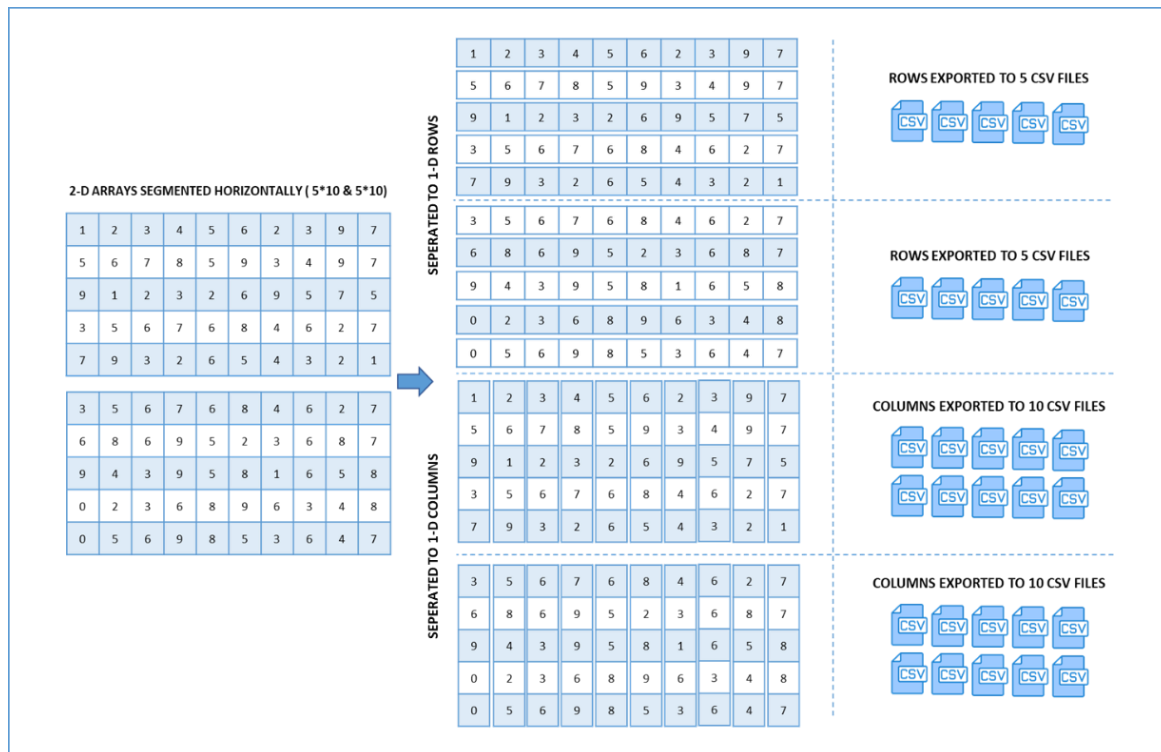 2-D ARRAYS SEGMENTED HORIZONTALLY ( 5*10 & 5*10)
1 2 3 4 5 6 2 3 9 7
5 6 7 8 5 9 3 4 9 7
9 1 2 3 2 6 9 5 7 5
3 5 6 7 6 8 4 6 2 7
7 9 3 2 6 5 4 3 2 1
3 5 6 7 6 8 4 6 2 7
6 8 6 9 5 2 3 6 8 7
9 4 3 9 5 8 1 6 5 8
0 2 3 6 8 9 6 3 4 8
0 5 6 9 8 5 3 6 4 7
SEPERATED TO 1-D ROWS
1 2 3 4 5 6 2 3 9 7
5 6 7 8 5 9 3 4 9 7
9 1 2 3 2 6 9 5 7 5
3 5 6 7 6 8 4 6 2 7
7 9 3 2 6 5 4 3 2 1
ROWS EXPORTED TO 5 CSV FILES
CSV CSV CSV CSV CSV
3 5 6 7 6 8 4 6 2 7
6 8 6 9 5 2 3 6 8 7
9 4 3 9 5 8 1 6 5 8
0 2 3 6 8 9 6 3 4 8
0 5 6 9 8 5 3 6 4 7
ROWS EXPORTED TO 5 CSV FILES
CSV CSV CSV CSV CSV
SEPERATED TO 1-D COLUMNS
1 2 3 4 5 6 2 3 9 7
5 6 7 8 5 9 3 4 9 7
9 1 2 3 2 6 9 5 7 5
3 5 6 7 6 8 4 6 2 7
7 9 3 2 6 5 4 3 2 1
COLUMNS EXPORTED TO 10 CSV FILES
CSV CSV CSV CSV CSV
CSV CSV CSV CSV CSV
3 5 6 7 6 8 4 6 2 7
6 8 6 9 5 2 3 6 8 7
9 4 3 9 5 8 1 6 5 8
0 2 3 6 8 9 6 3 4 8
0 5 6 9 8 5 3 6 4 7
COLUMNS EXPORTED TO 10 CSV FILES
CSV CSV CSV CSV CSV
CSV CSV CSV CSV CSV